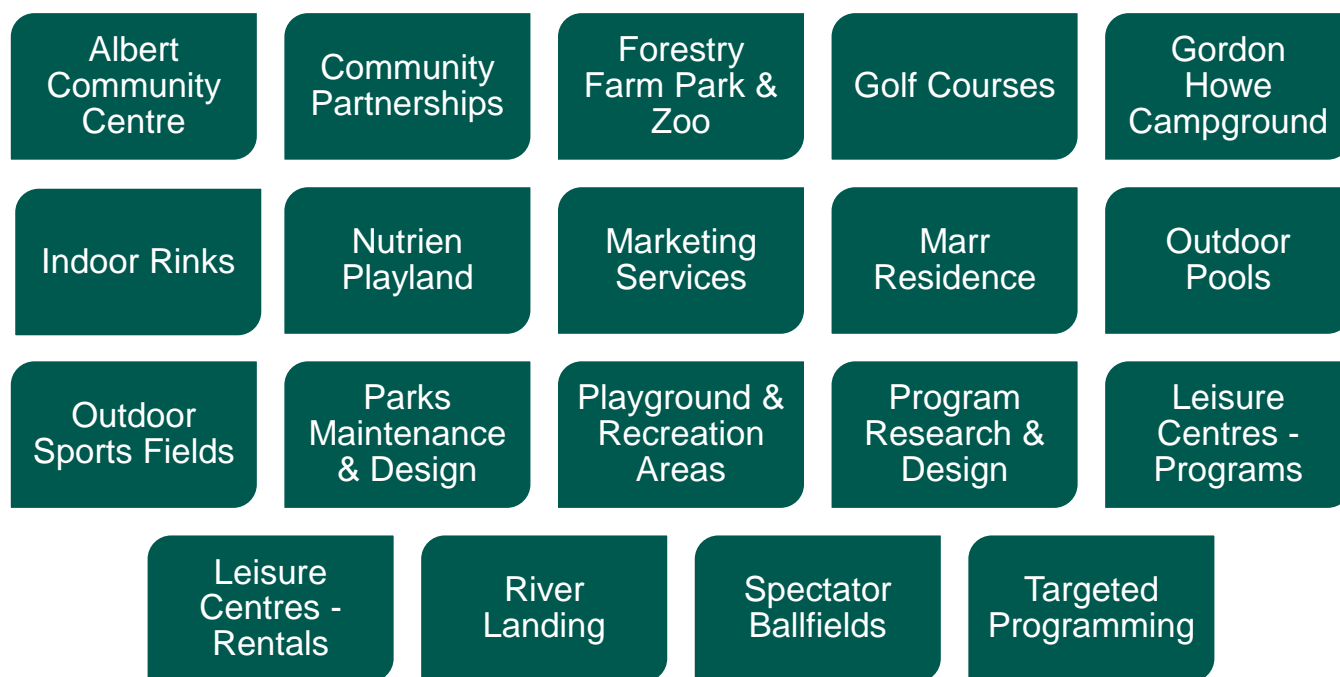 Albert
Community
Centre
Community
Partnerships
Forestry
Farm Park &
Zoo
Golf Courses
Gordon
Howe
Campground
Indoor Rinks
Nutrien
Playland
Marketing
Services
Marr
Residence
Outdoor
Pools
Outdoor
Sports Fields
Parks
Maintenance
& Design
Playground &
Recreation
Areas
Program
Research &
Design
Leisure
Centres -
Programs
Leisure
Centres -
Rentals
River
Landing
Spectator
Ballfields
Targeted
Programming